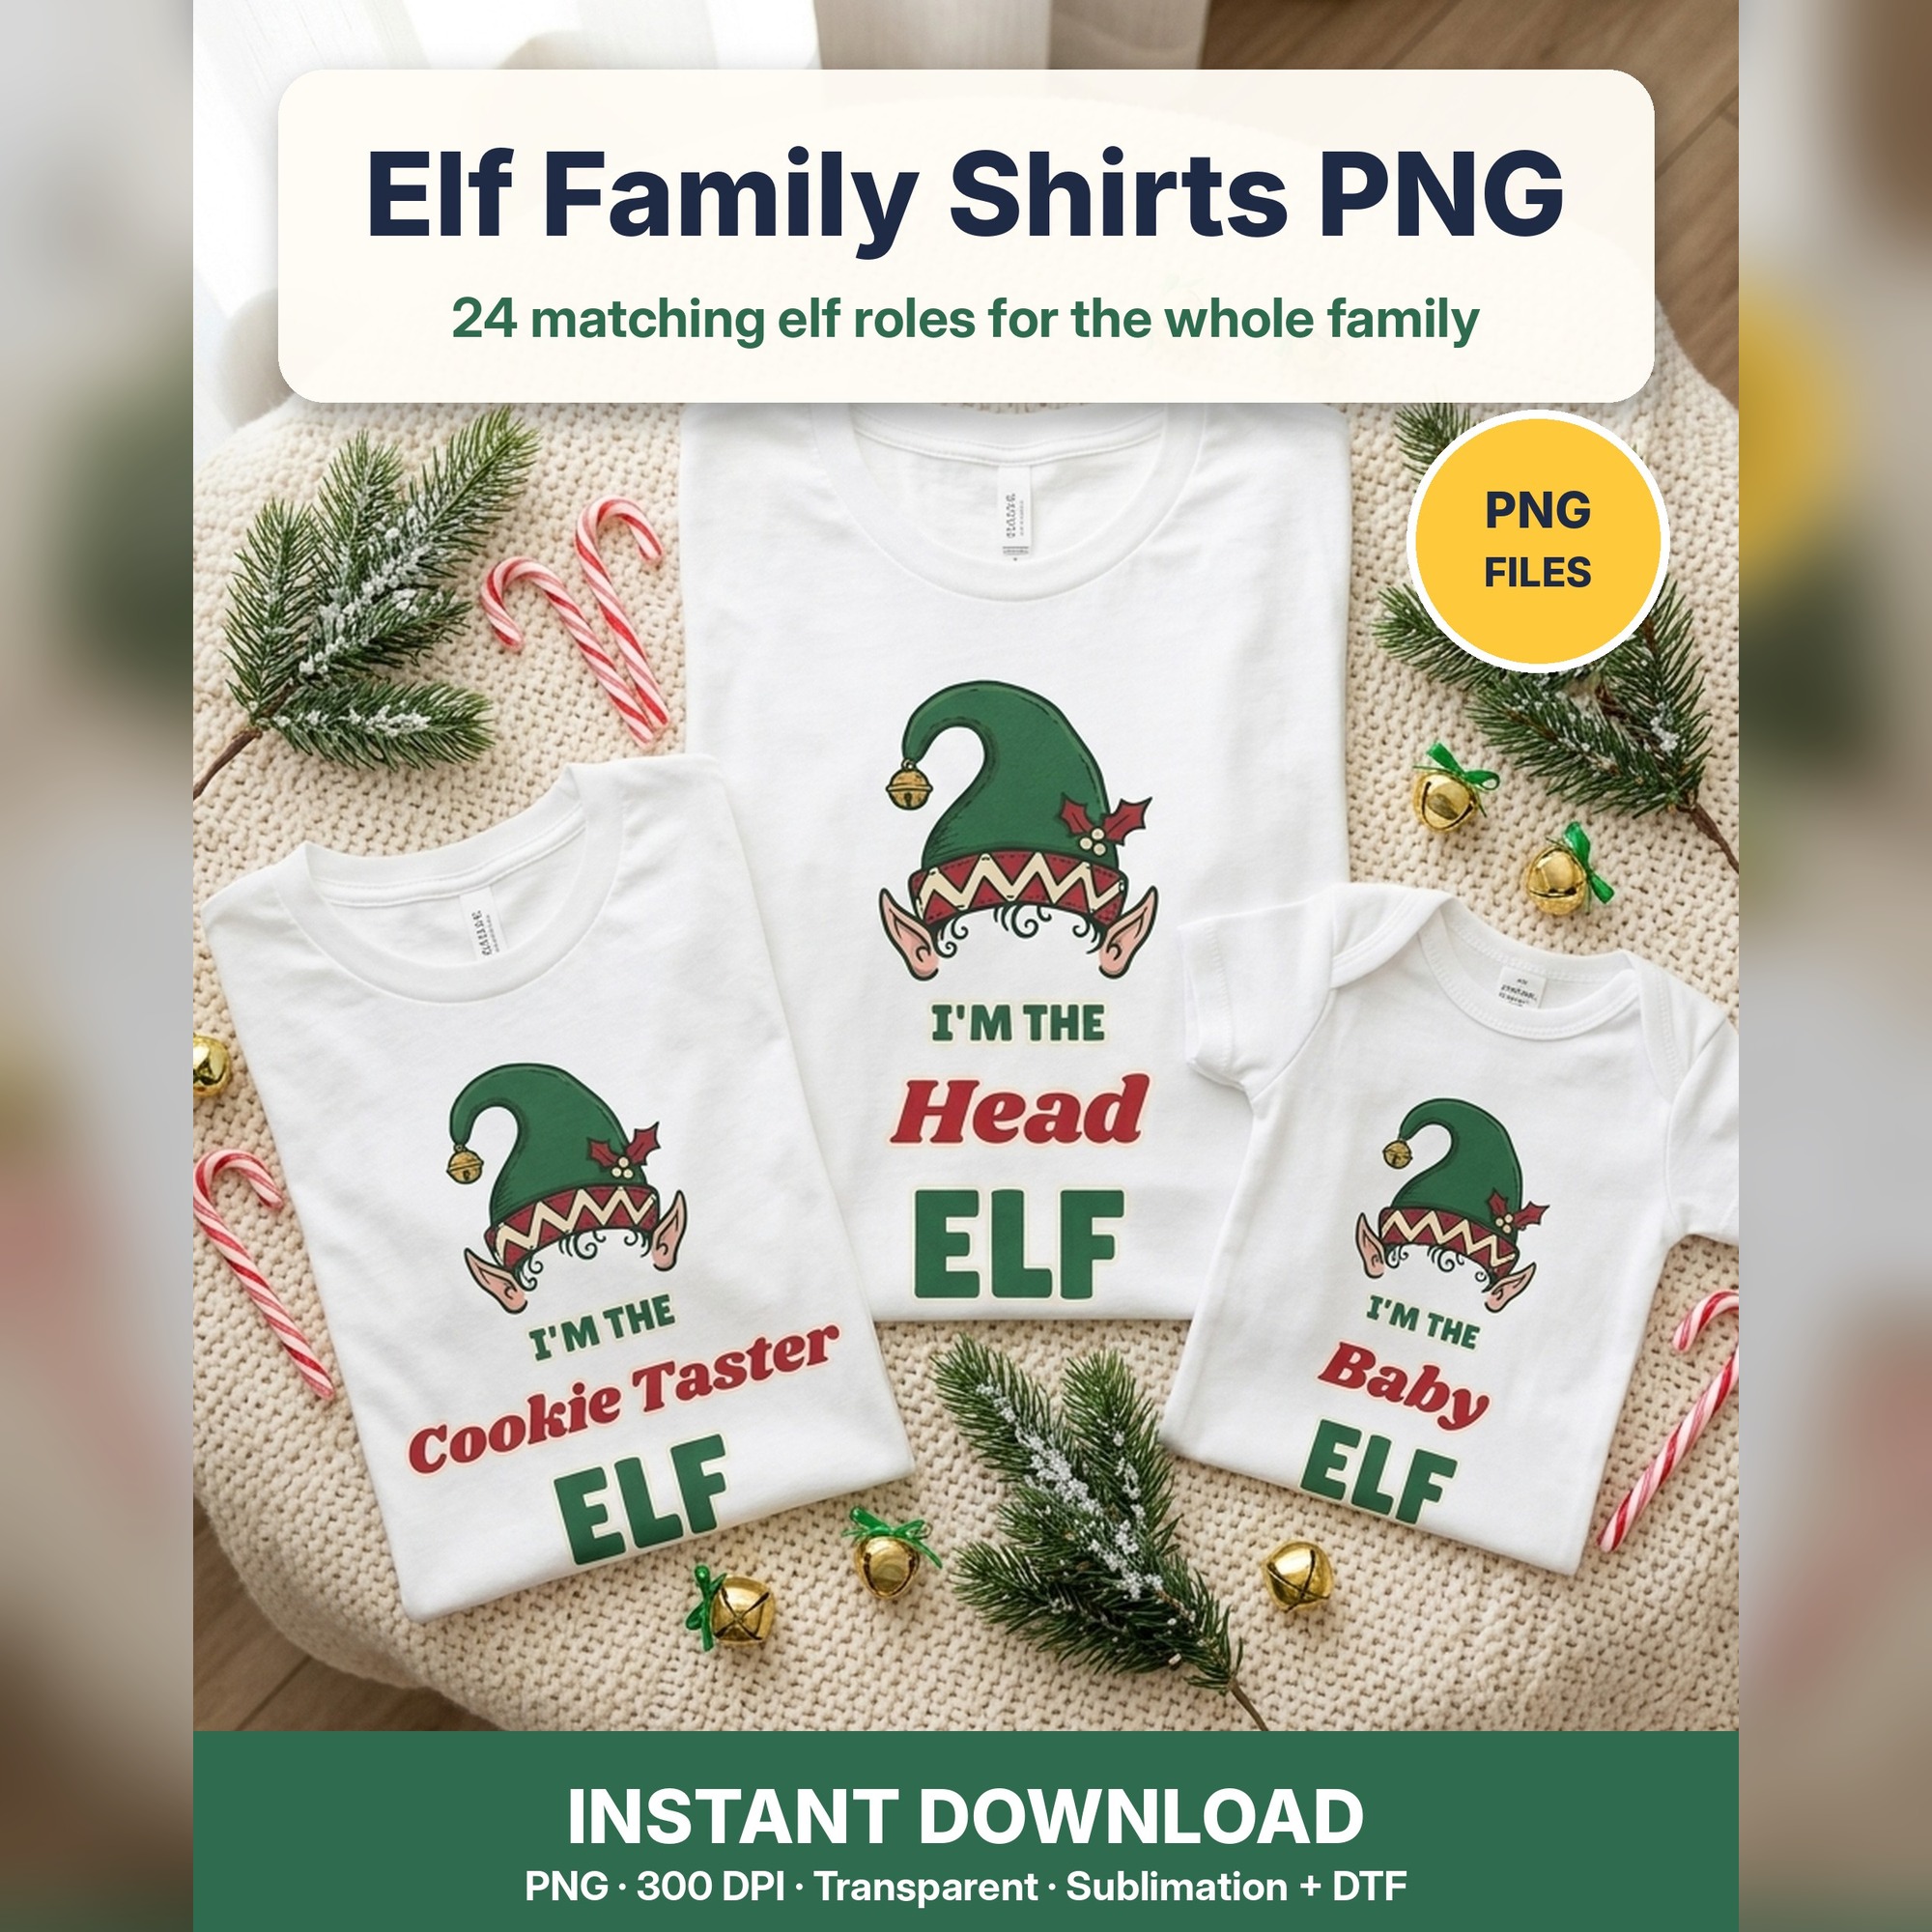 Elf Family Shirts PNG
24 matching elf roles for the whole family
PNG
FILES
I'M THE
Head
ELF
I'M THE
Cookie Taster
ELF
I'M THE
Baby
ELF
INSTANT DOWNLOAD
PNG · 300 DPI · Transparent · Sublimation + DTF